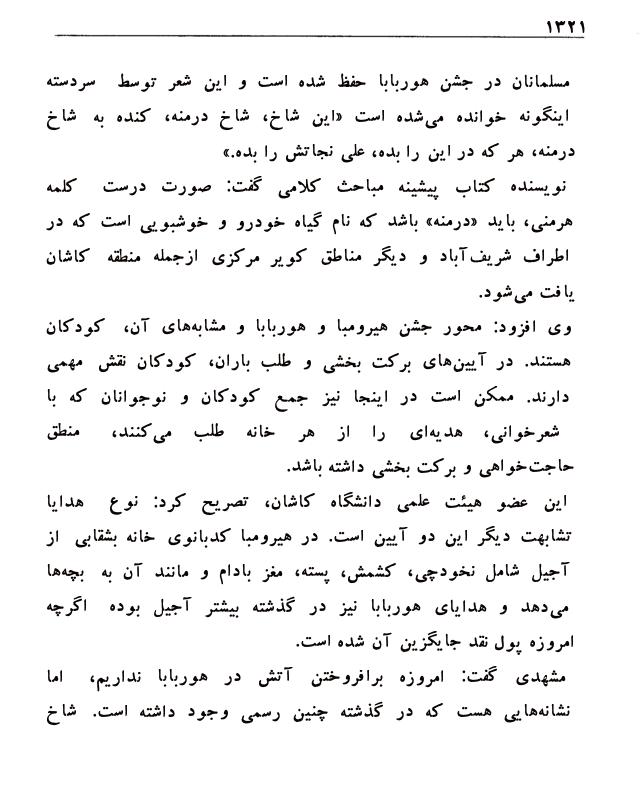 ۱۳۲۱
مسلمانان در جشن هوربابا حفظ شده است و این شعر توسط سردسته
اینگونه خوانده می‌شده است «این شاخ، شاخ درمنه، کنده به شاخ
درمنه، هر که در این را بده، علی نجاتش را بده.»
نویسنده کتاب پیشینه مباحث کلامی گفت: صورت درست کلمه
هرمنی، باید «درمنه» باشد که نام گیاه خودرو و خوشبویی است که در
اطراف شریف‌آباد و دیگر مناطق کویر مرکزی ازجمله منطقه کاشان
یافت می‌شود.
وی افزود: محور جشن هیرومبا و هوربابا و مشابه‌های آن، کودکان
هستند. در آیین‌های برکت بخشی و طلب باران، کودکان نقش مهمی
دارند. ممکن است در اینجا نیز جمع کودکان و نوجوانان که با
شعرخوانی، هدیه‌ای را از هر خانه طلب می‌کنند، منطق
حاجت‌خواهی و برکت بخشی داشته باشد.
این عضو هیئت علمی دانشگاه کاشان، تصریح کرد: نوع هدایا
تشابهت دیگر این دو آیین است. در هیرومبا کدبانوی خانه بشقابی از
آجیل شامل نخودچی، کشمش، پسته، مغز بادام و مانند آن به بچه‌ها
می‌دهد و هدایای هوربابا نیز در گذشته بیشتر آجیل بوده اگرچه
امروزه پول نقد جایگزین آن شده است.
مشهدی گفت: امروزه برافروختن آتش در هوربابا نداریم، اما
نشانه‌هایی هست که در گذشته چنین رسمی وجود داشته است. شاخ